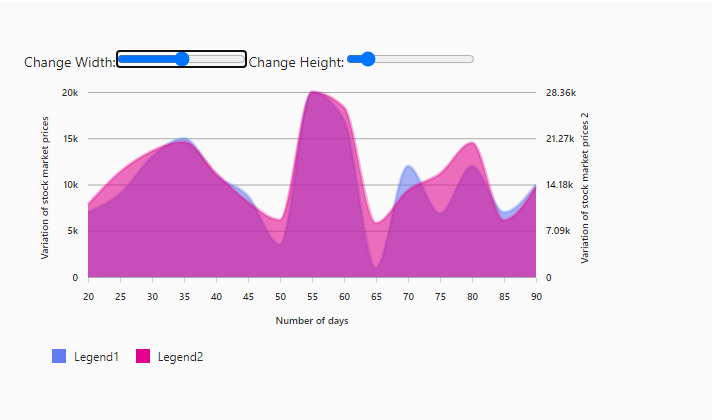 Change Width: Change Height:
20k 28.36k
15k 21.27k
10k 14.18k
5k 7.09k
0 0
Variation of stock market prices
Variation of stock market prices 2
20 25 30 35 40 45 50 55 60 65 70 75 80 85 90
Number of days
Legend1 Legend2